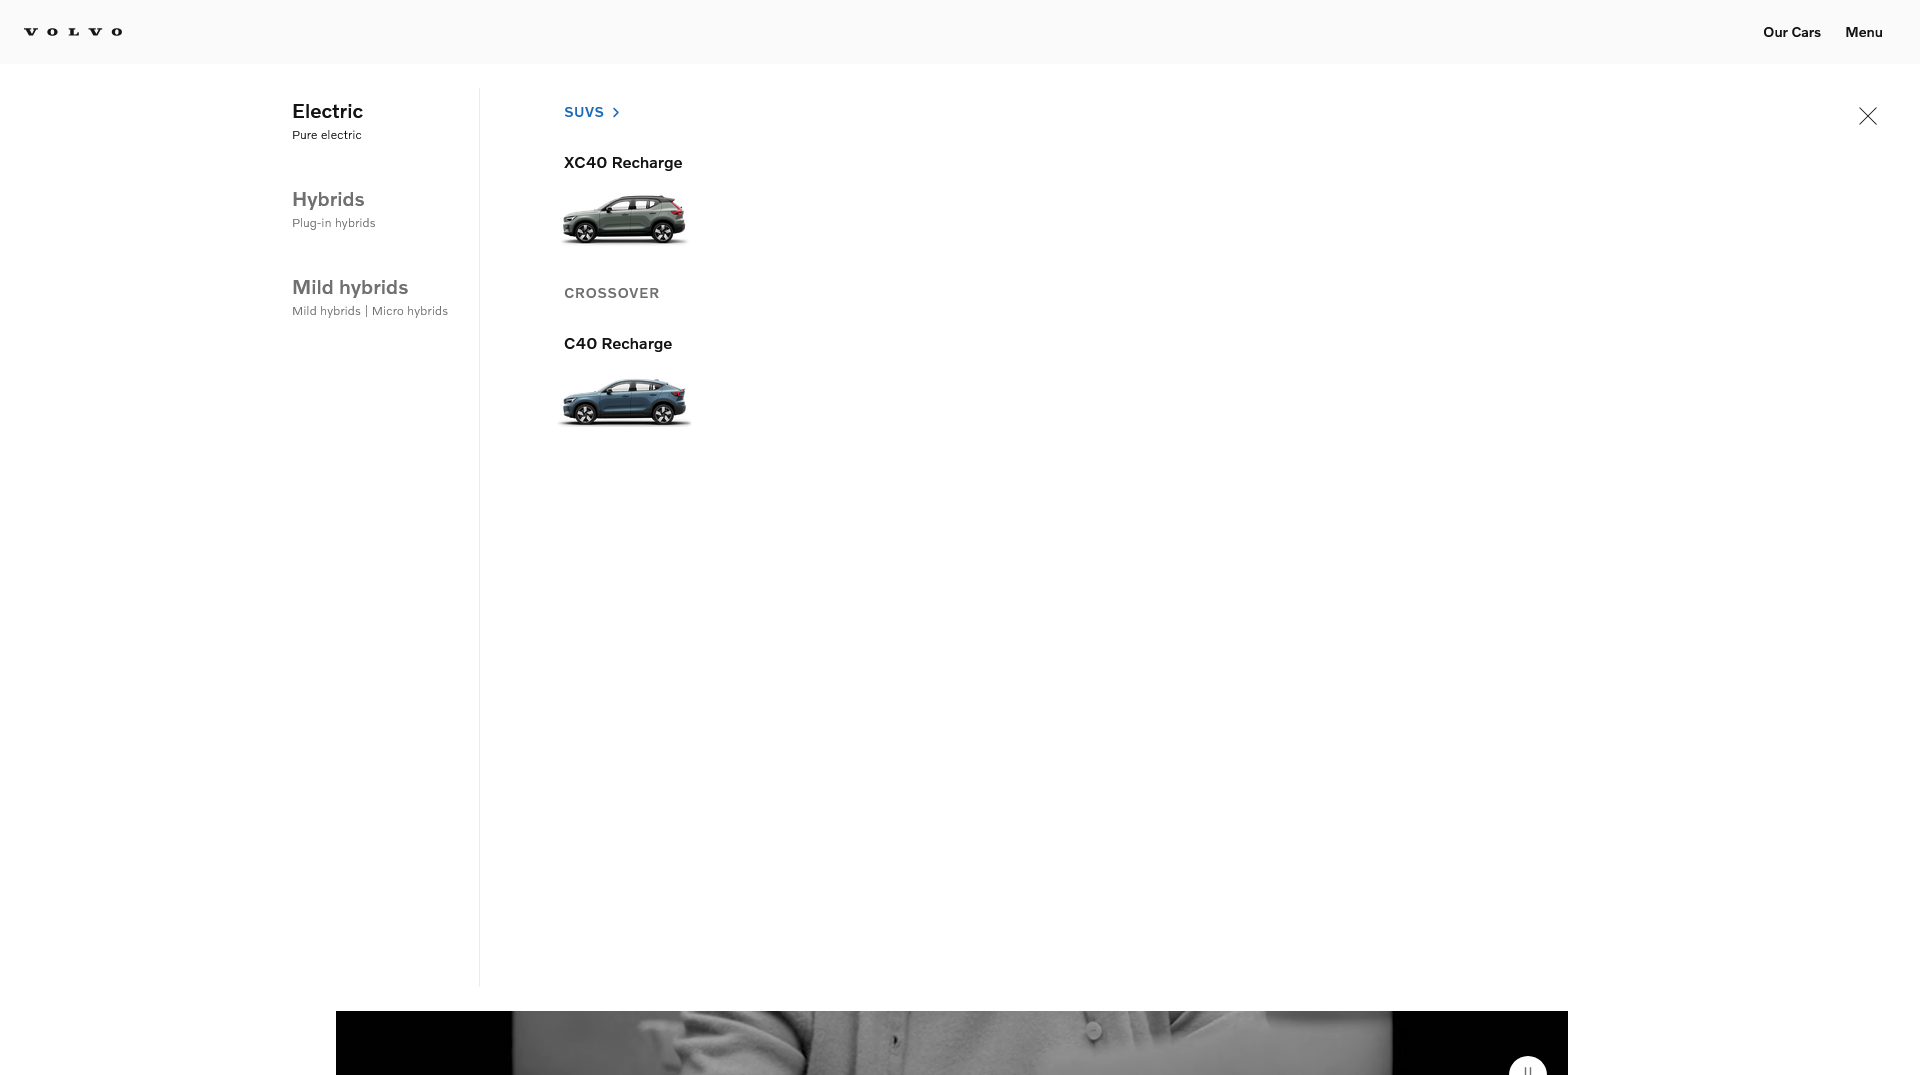 VOLVO
Our Cars
Menu
Electric
Pure electric
Hybrids
Plug-in hybrids
Mild hybrids
Mild hybrids | Micro hybrids
SUVS
XC40 Recharge
CROSSOVER
C40 Recharge